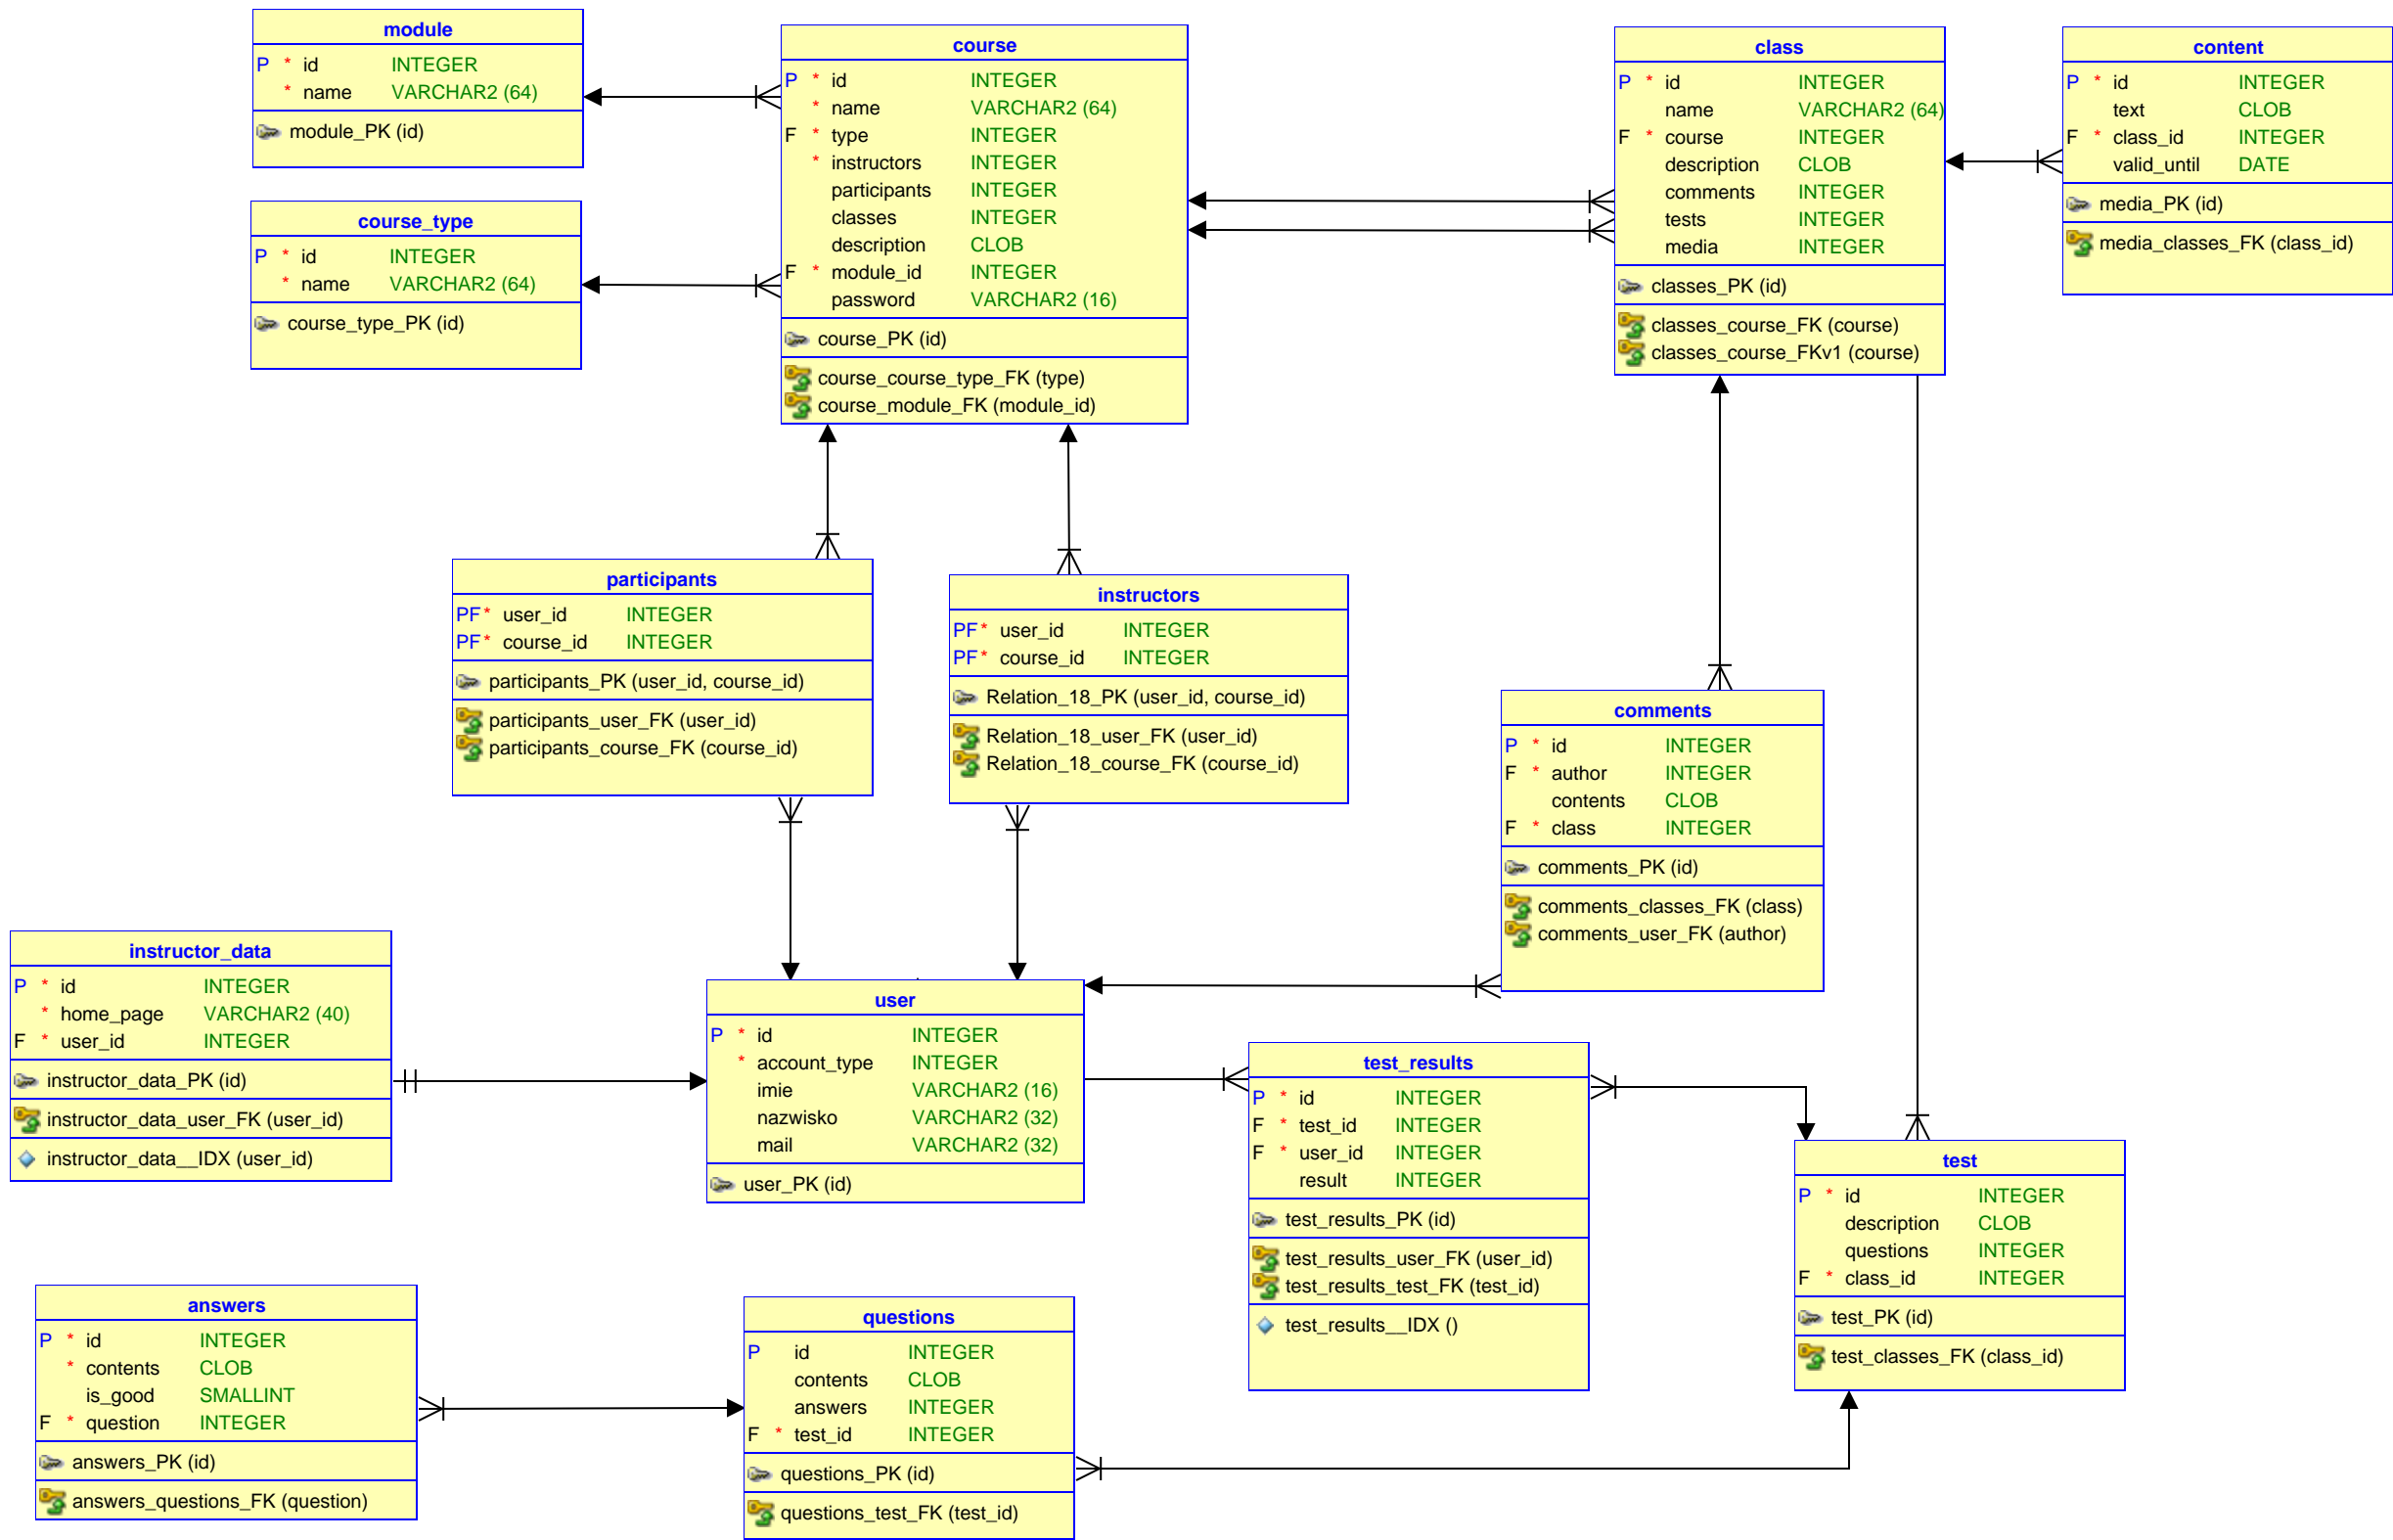 module
P * id INTEGER
* name VARCHAR2 (64)
module_PK (id)
course_type
P * id INTEGER
* name VARCHAR2 (64)
course_type_PK (id)
course
P * id INTEGER
* name VARCHAR2 (64)
F * type INTEGER
* instructors INTEGER
participants INTEGER
classes INTEGER
description CLOB
F * module_id INTEGER
password VARCHAR2 (16)
course_PK (id)
course_course_type_FK (type)
course_module_FK (module_id)
class
P * id INTEGER
name VARCHAR2 (64)
F * course INTEGER
description CLOB
comments INTEGER
tests INTEGER
media INTEGER
classes_PK (id)
classes_course_FK (course)
classes_course_FKv1 (course)
content
P * id INTEGER
text CLOB
F * class_id INTEGER
valid_until DATE
media_PK (id)
media_classes_FK (class_id)
participants
PF * user_id INTEGER
PF * course_id INTEGER
participants_PK (user_id, course_id)
participants_user_FK (user_id)
participants_course_FK (course_id)
instructors
PF * user_id INTEGER
PF * course_id INTEGER
Relation_18_PK (user_id, course_id)
Relation_18_user_FK (user_id)
Relation_18_course_FK (course_id)
comments
P * id INTEGER
F * author INTEGER
contents CLOB
F * class INTEGER
comments_PK (id)
comments_classes_FK (class)
comments_user_FK (author)
instructor_data
P * id INTEGER
* home_page VARCHAR2 (40)
F * user_id INTEGER
instructor_data_PK (id)
instructor_data_user_FK (user_id)
instructor_data__IDX (user_id)
user
P * id INTEGER
* account_type INTEGER
imie VARCHAR2 (16)
nazwisko VARCHAR2 (32)
mail VARCHAR2 (32)
user_PK (id)
test_results
P * id INTEGER
F * test_id INTEGER
F * user_id INTEGER
result INTEGER
test_results_PK (id)
test_results_user_FK (user_id)
test_results_test_FK (test_id)
test_results__IDX ()
test
P * id INTEGER
description CLOB
questions INTEGER
F * class_id INTEGER
test_PK (id)
test_classes_FK (class_id)
answers
P * id INTEGER
* contents CLOB
is_good SMALLINT
F * question INTEGER
answers_PK (id)
answers_questions_FK (question)
questions
P id INTEGER
contents CLOB
answers INTEGER
F * test_id INTEGER
questions_PK (id)
questions_test_FK (test_id)